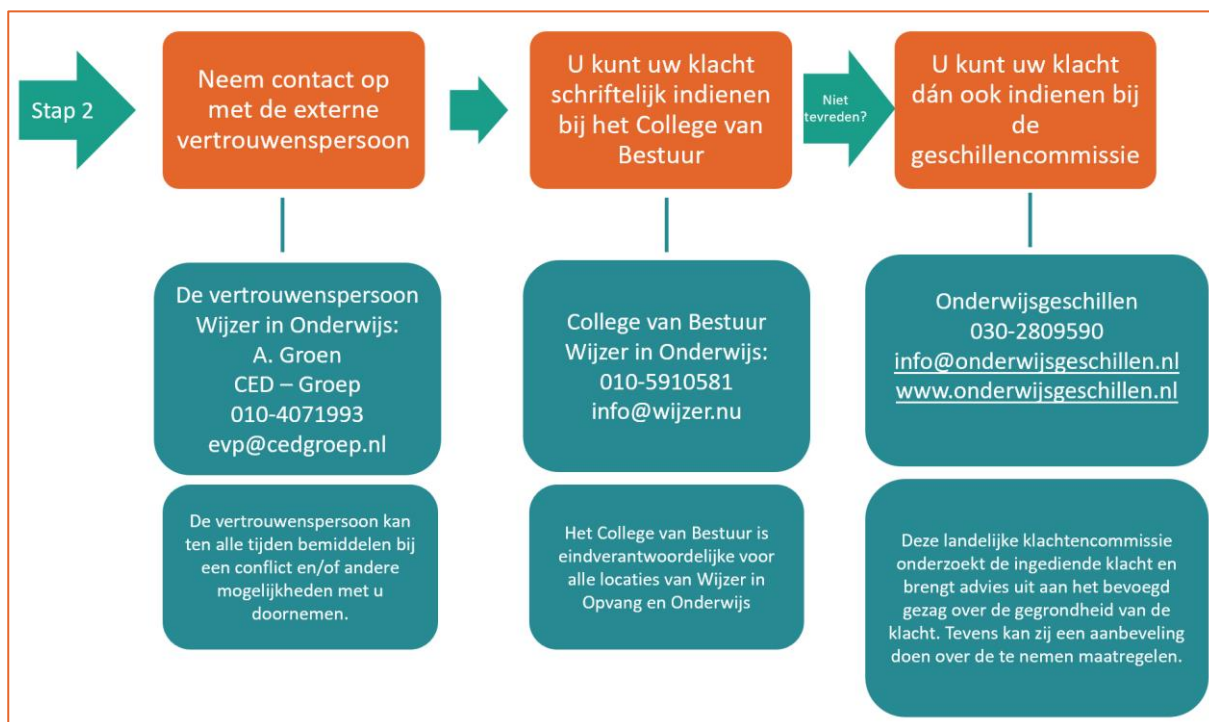 Stap 2
Neem contact op
met de externe
vertrouwenspersoon
U kunt uw klacht
schriftelijk indienen
bij het College van
Bestuur
Niet
tevreden?
U kunt uw klacht
dán ook indienen bij
de
geschillencommissie
De vertrouwenspersoon
Wijzer in Onderwijs:
A. Groen
CED – Groep
010-4071993
evp@cedgroep.nl
College van Bestuur
Wijzer in Onderwijs:
010-5910581
info@wijzer.nu
Onderwijsgeschillen
030-2809590
info@onderwijsgeschillen.nl
www.onderwijsgeschillen.nl
De vertrouwenspersoon kan
ten alle tijden bemiddelen bij
een conflict en/of andere
mogelijkheden met u
doornemen.
Het College van Bestuur is
eindverantwoordelijke voor
alle locaties van Wijzer in
Opvang en Onderwijs
Deze landelijke klachtencommissie
onderzoekt de ingediende klacht en
brengt advies uit aan het bevoegd
gezag over de gegrondheid van de
klacht. Tevens kan zij een aanbeveling
doen over de te nemen maatregelen.